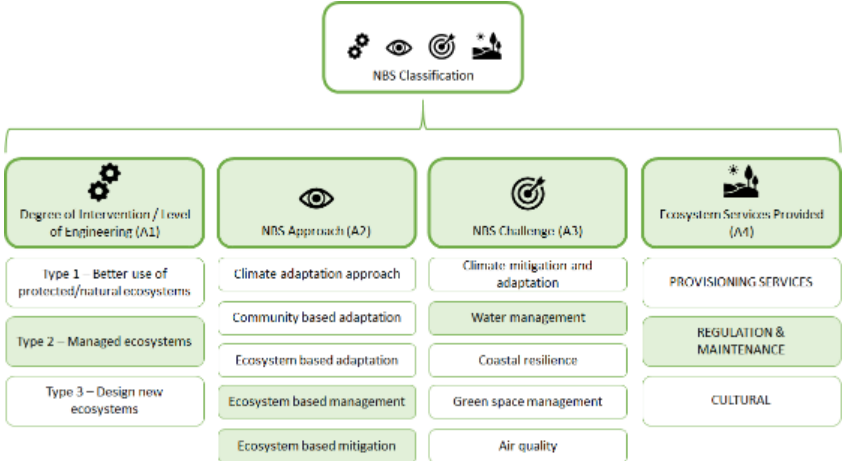 NBS Classification
Degree of Intervention / Level
of Engineering (A1)
NBS Approach (A2)
NBS Challenge (A3)
Ecosystem Services Provided
(A4)
Type 1 – Better use of
protected/natural ecosystems
Type 2 – Managed ecosystems
Type 3 – Design new
ecosystems
Climate adaptation approach
Community based adaptation
Ecosystem based adaptation
Ecosystem based management
Ecosystem based mitigation
Climate mitigation and
adaptation
Water management
Coastal resilience
Green space management
Air quality
PROVISIONING SERVICES
REGULATION &
MAINTENANCE
CULTURAL